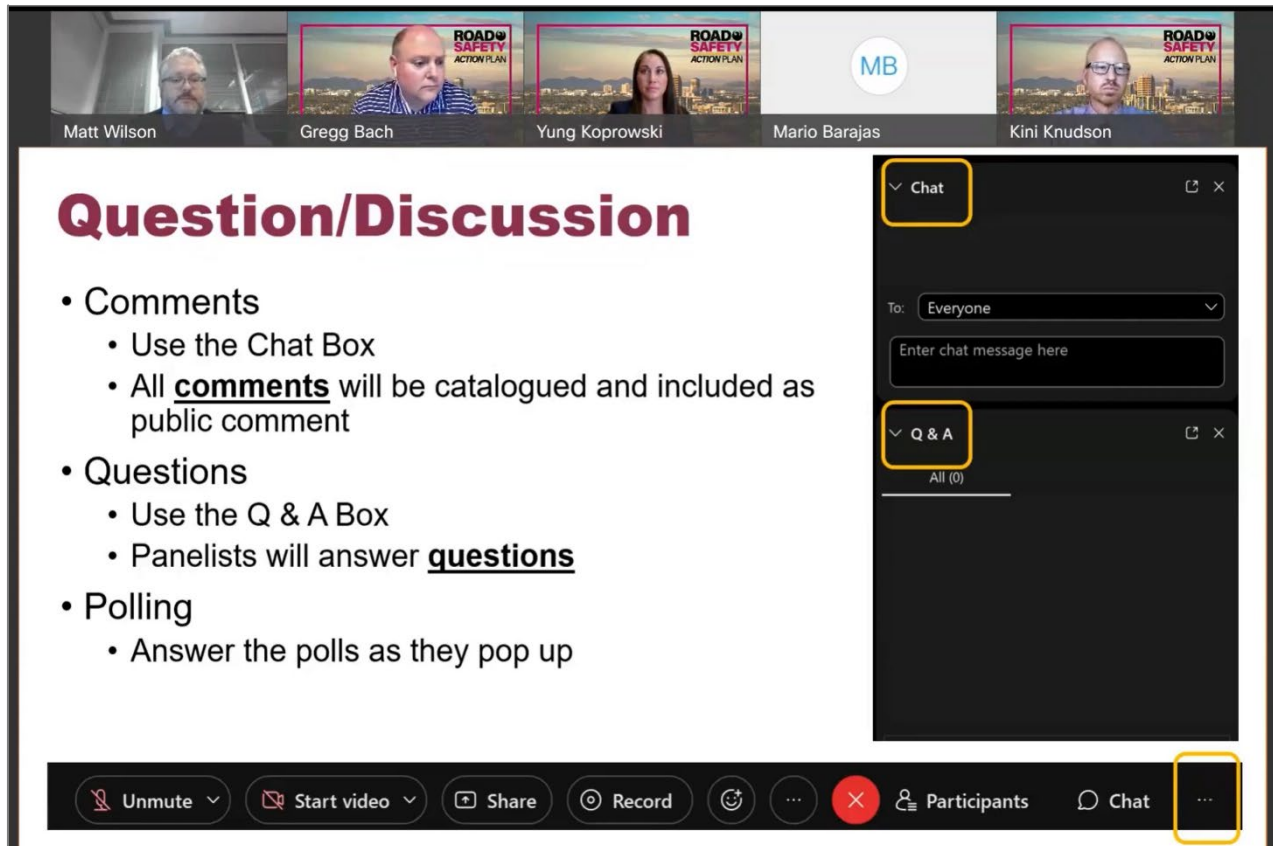 ROAD SAFETY ACTION PLAN
ROAD SAFETY ACTION PLAN
ROAD SAFETY ACTION PLAN
MB
Matt Wilson
Gregg Bach
Yung Koprowski
Mario Barajas
Kini Knudson
Question/Discussion
• Comments
• Use the Chat Box
• All comments will be catalogued and included as
public comment
• Questions
• Use the Q & A Box
• Panelists will answer questions
• Polling
• Answer the polls as they pop up
Chat
To: Everyone
Enter chat message here
Q & A
All (0)
Unmute
Start video
Share
Record
Participants
Chat